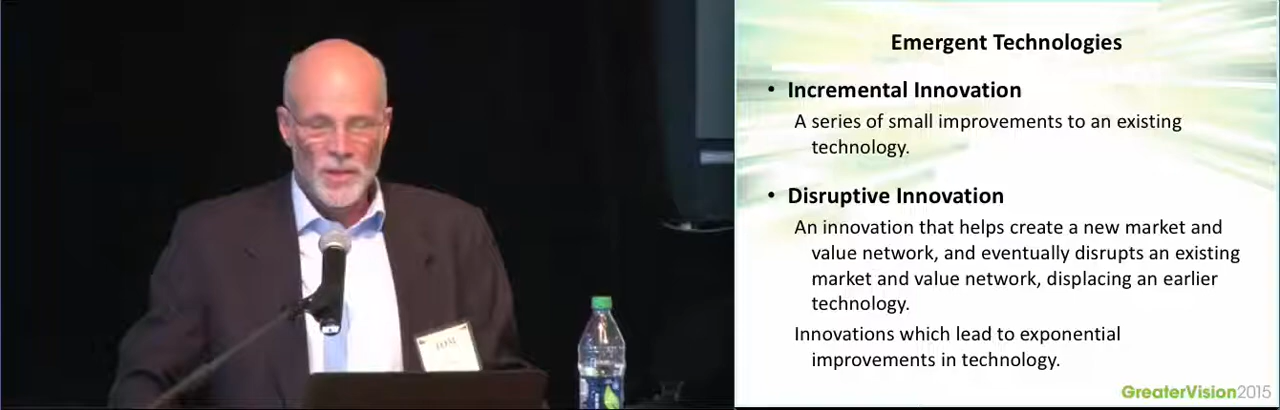 TOM
Emergent Technologies
• Incremental Innovation
A series of small improvements to an existing
technology.
• Disruptive Innovation
An innovation that helps create a new market and
value network, and eventually disrupts an existing
market and value network, displacing an earlier
technology.
Innovations which lead to exponential
improvements in technology.
GreaterVision2015